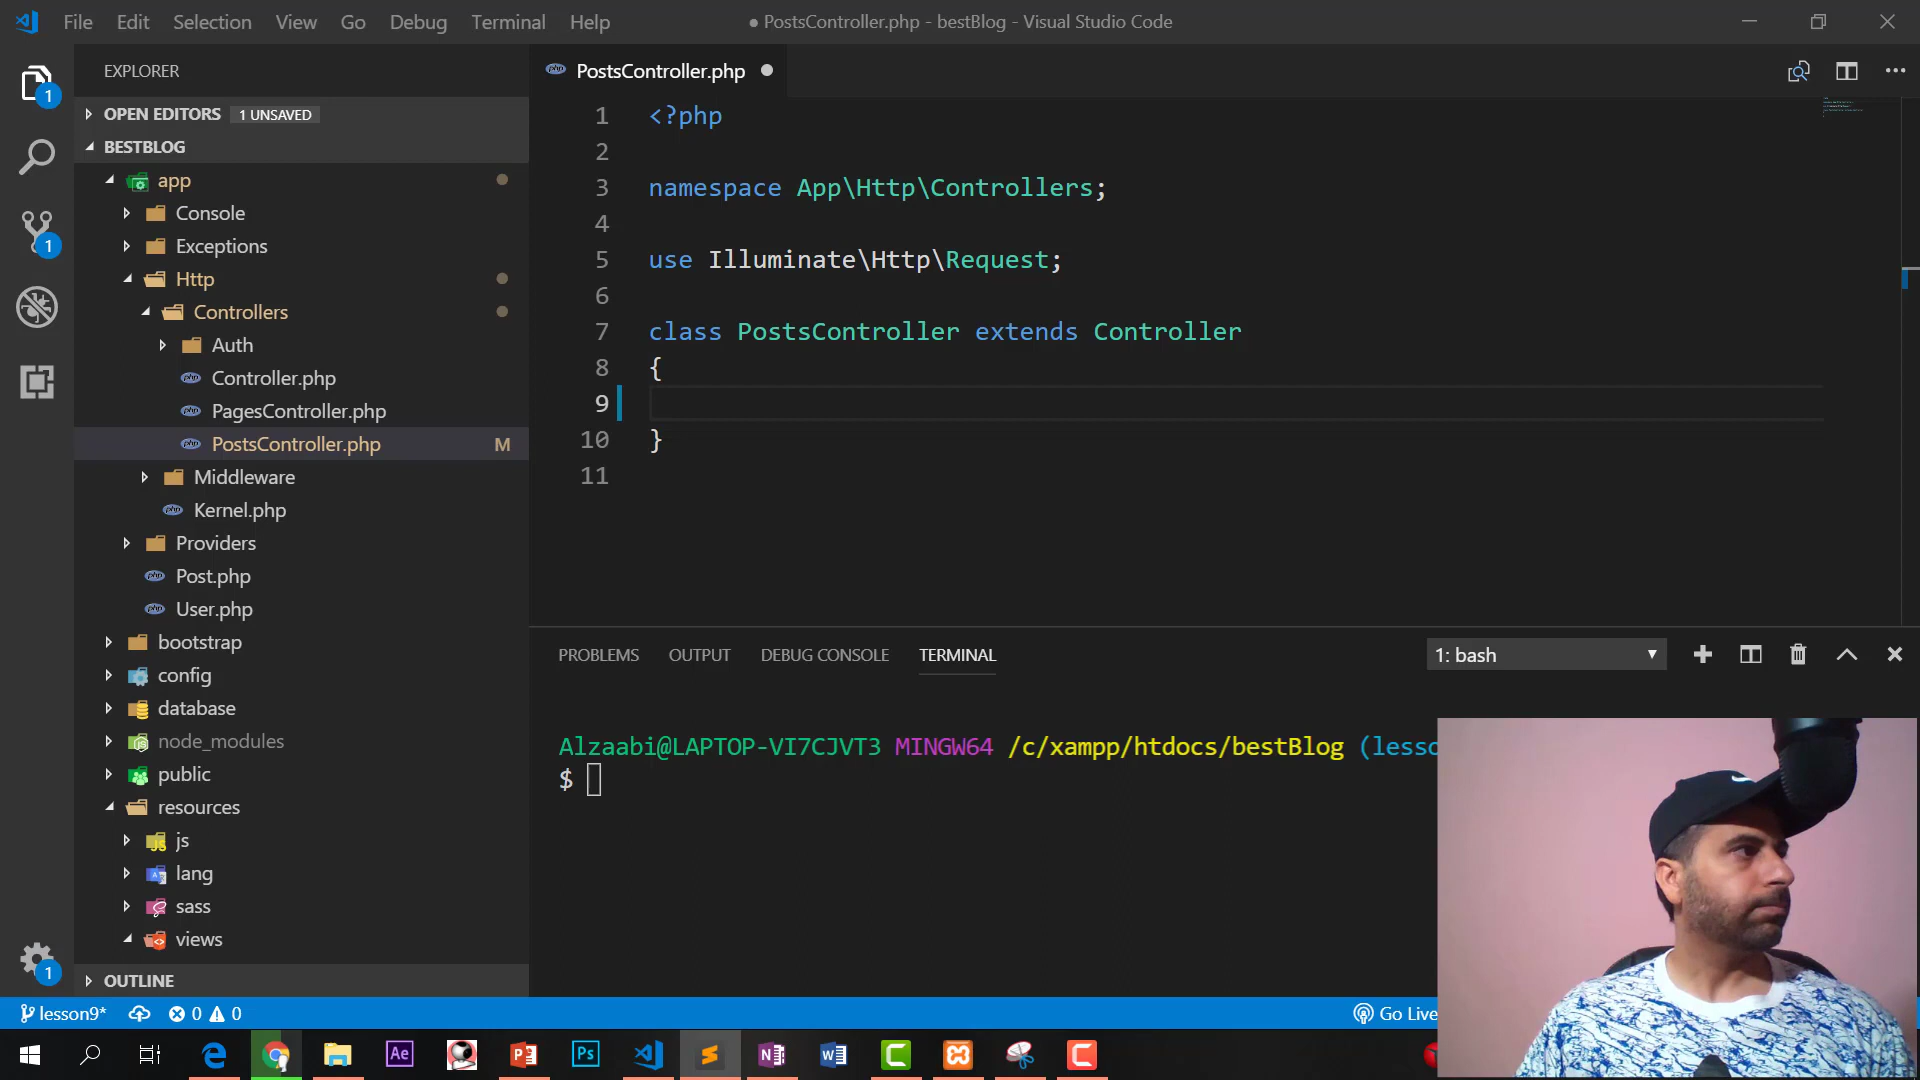 File Edit Selection View Go Debug Terminal Help
● PostsController.php - bestBlog - Visual Studio Code
EXPLORER
OPEN EDITORS 1 UNSAVED
BESTBLOG
app
Console
Exceptions
Http
Controllers
Auth
Controller.php
PagesController.php
PostsController.php M
Middleware
Kernel.php
Providers
Post.php
User.php
bootstrap
config
database
node_modules
public
resources
js
lang
sass
views
OUTLINE
PostsController.php ●
1 <?php
2
3 namespace App\Http\Controllers;
4
5 use Illuminate\Http\Request;
6
7 class PostsController extends Controller
8 {
9
10 }
11
PROBLEMS OUTPUT DEBUG CONSOLE TERMINAL
1: bash
Alzaabi@LAPTOP-VI7CJVT3 MINGW64 /c/xampp/htdocs/bestBlog (lesso
$
lesson9* 0 0
Go Live